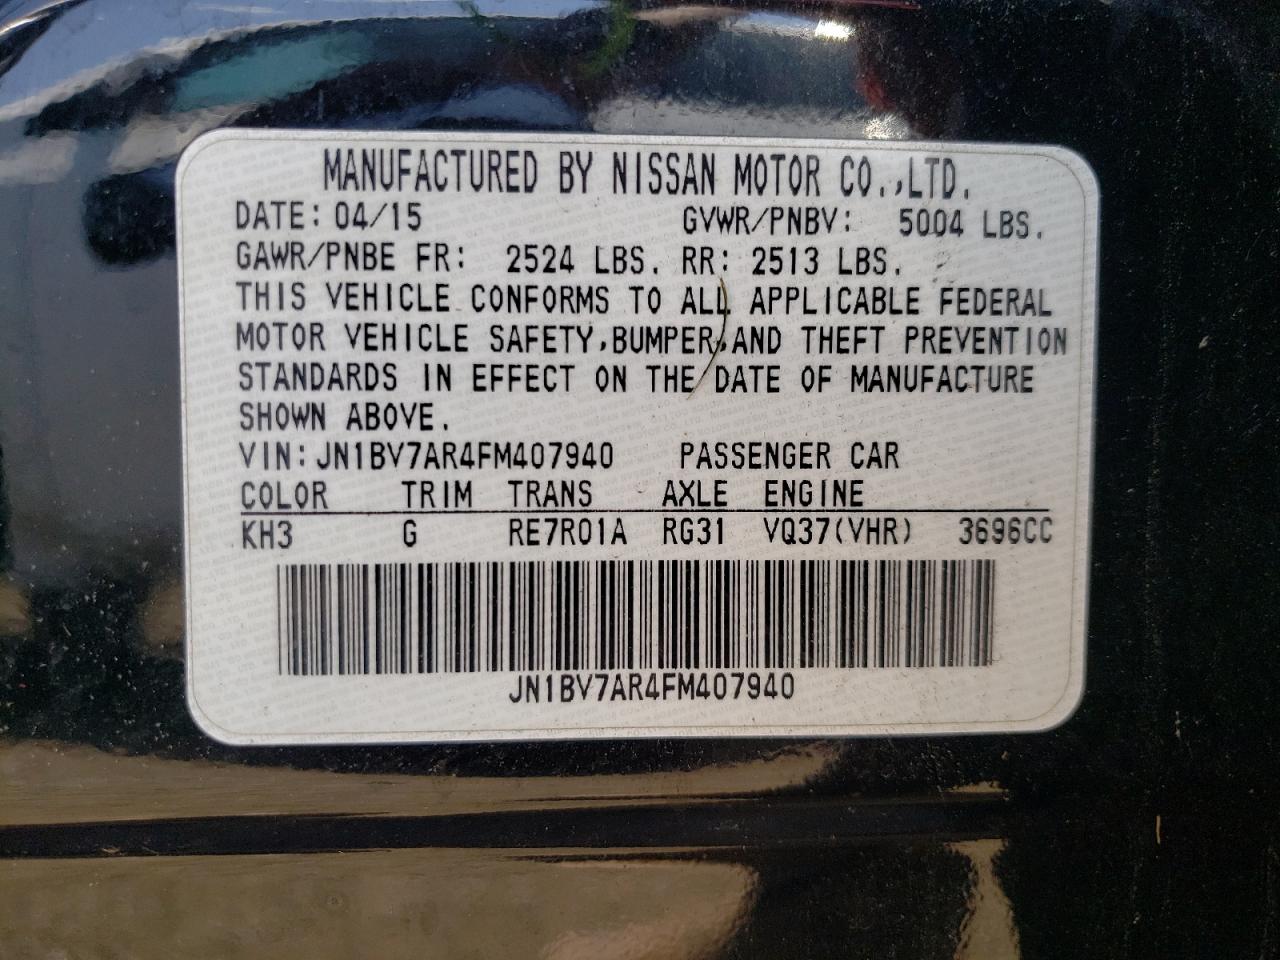 MANUFACTURED BY NISSAN MOTOR CO.,LTD.
DATE: 04/15 GVWR/PNBV: 5004 LBS.
GAWR/PNBE FR: 2524 LBS. RR: 2513 LBS.
THIS VEHICLE CONFORMS TO ALL APPLICABLE FEDERAL
MOTOR VEHICLE SAFETY,BUMPER,AND THEFT PREVENTION
STANDARDS IN EFFECT ON THE DATE OF MANUFACTURE
SHOWN ABOVE.
VIN: JN1BV7AR4FM407940 PASSENGER CAR
COLOR TRIM TRANS AXLE ENGINE
KH3 G RE7R01A RG31 VQ37(VHR) 3696CC
JN1BV7AR4FM407940